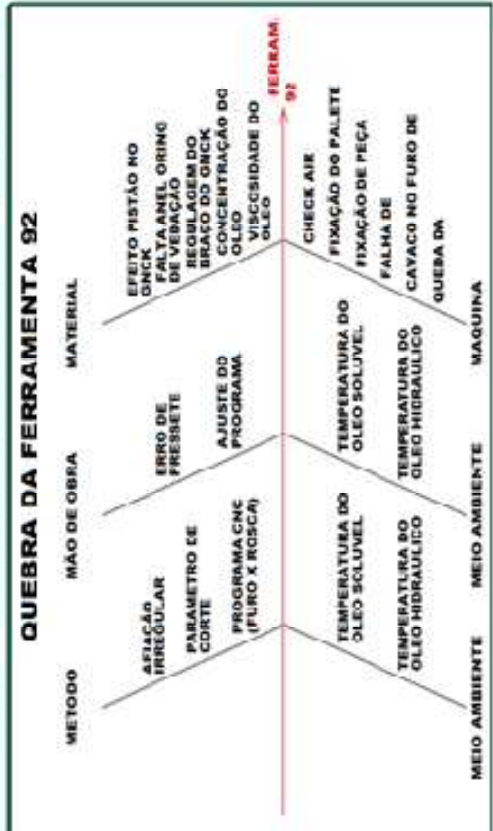 QUEBRA DA FERRAMENTA 92
METODO
MÃO DE OBRA
MATERIAL
AFIAÇÃO
IRREGULAR
PARAMETRO DE
CORTE
PROGRAMA CNC
(FURO X ROSCA)
ERRO DE
PRESSETE
AJUSTE DO
PROGRAMA
EFEITO PISTÃO NO
GNCK
FALTA ANEL ORING
DE VEDAÇÃO
REGULAGEM DO
BRAÇO DO GNCK
CONCENTRAÇÃO DO
OLEO
VISCOSIDADE DO
OLEO
FERRAM.
92
TEMPERATURA DO
OLEO SOLUVEL
TEMPERATURA DO
OLEO HIDRAULICO
TEMPERATURA DO
OLEO SOLUVEL
TEMPERATURA DO
OLEO HIDRAULICO
CHECK AIR
FIXAÇÃO DO PALETE
FIXAÇÃO DE PEÇA
FALHA DE
CAVACO NO FURO DE
QUEDA DA
MEIO AMBIENTE
MEIO AMBIENTE
MAQUINA